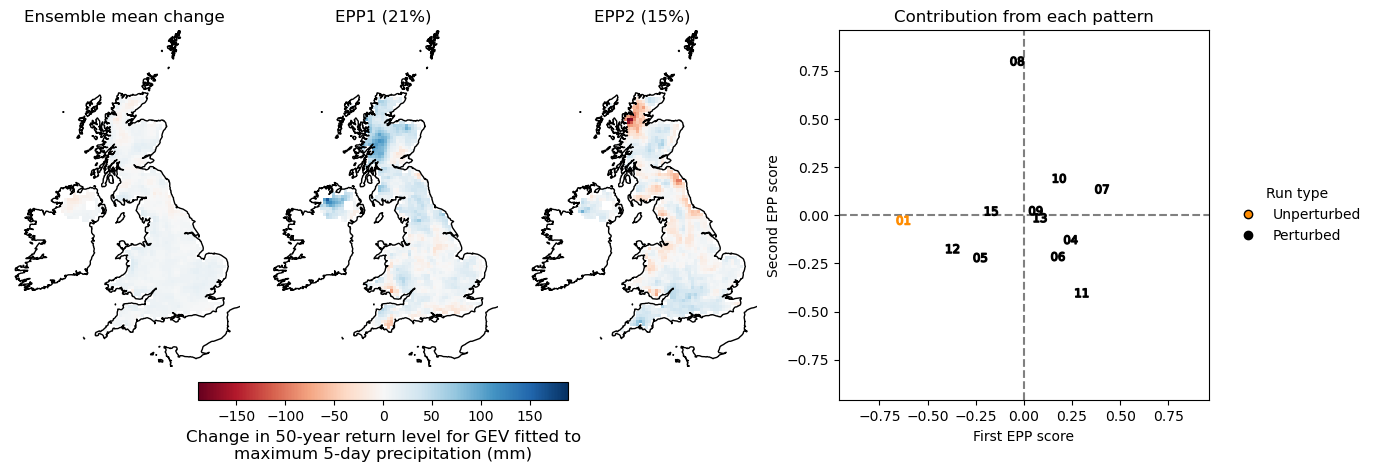 Ensemble mean change
EPP1 (21%)
EPP2 (15%)
−150 −100 −50 0 50 100 150
Change in 50-year return level for GEV fitted to
maximum 5-day precipitation (mm)
Contribution from each pattern
Second EPP score
0.75
0.50
0.25
0.00
−0.25
−0.50
−0.75
08
10
07
15
09
13
01
04
12
05
06
11
−0.75 −0.50 −0.25 0.00 0.25 0.50 0.75
First EPP score
Run type
Unperturbed
Perturbed